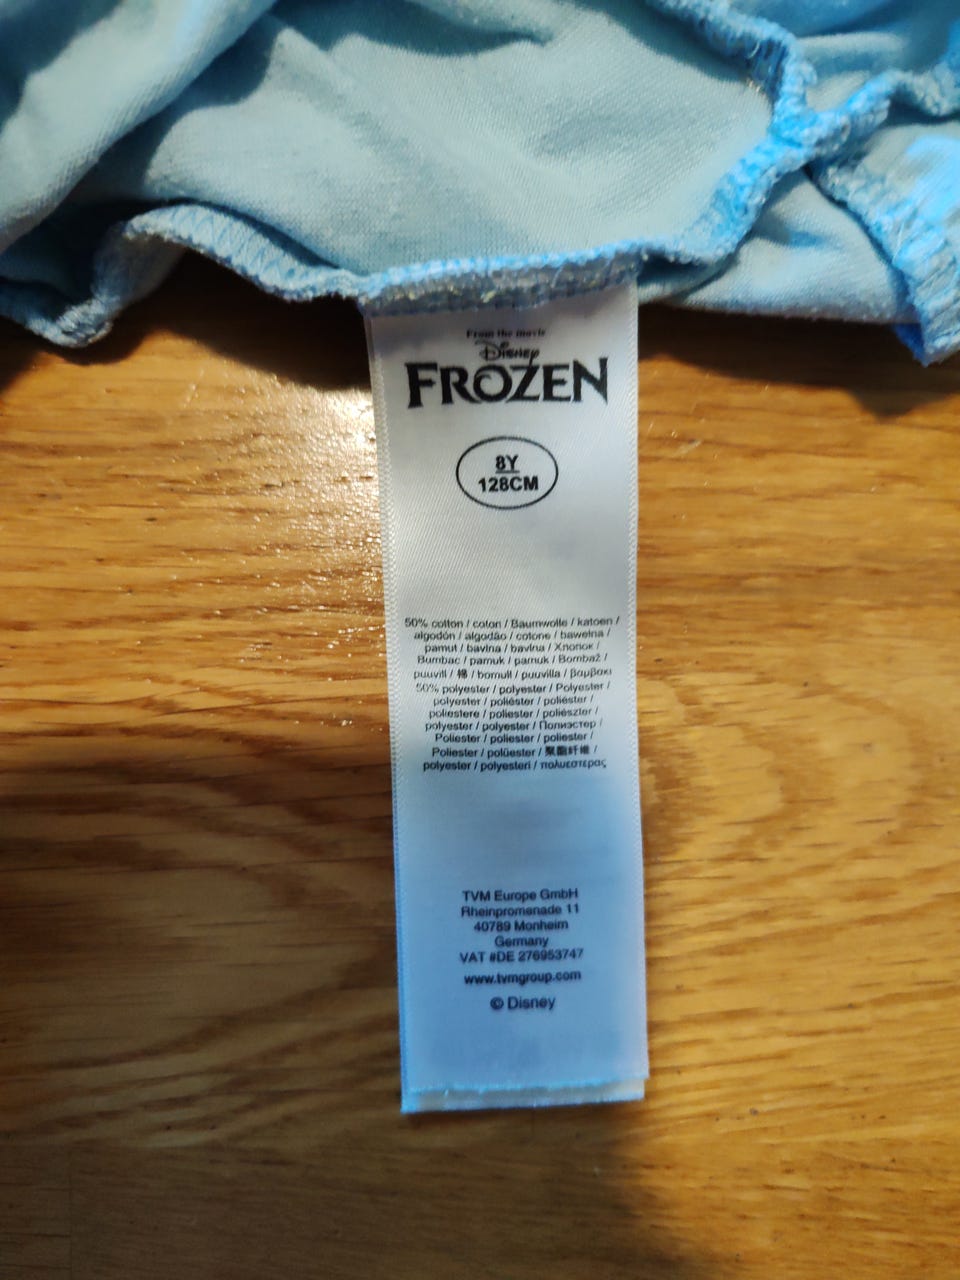 From the movie
Disney
FROZEN
8Y
128CM
50% cotton / coton / Baumwolle / katoen /
algodón / algodão / cotone / bawełna /
pamut / bavlna / bavlna / Хлопок /
Bumbac / pamuk / pamuk / Bombaž /
puuvill / 棉 / bomull / puuvilla / βαμβακι
50% polyester / polyester / Polyester /
polyester / poliéster / poliéster /
poliestere / poliester / poliészter /
polyester / polyester / Полиэстер /
Poliester / poliester / poliester /
Poliester / polüester / 聚酯纤维 /
polyester / polyesteri / πολυεστερας
TVM Europe GmbH
Rheinpromenade 11
40789 Monheim
Germany
VAT #DE 276953747
www.tvmgroup.com
© Disney